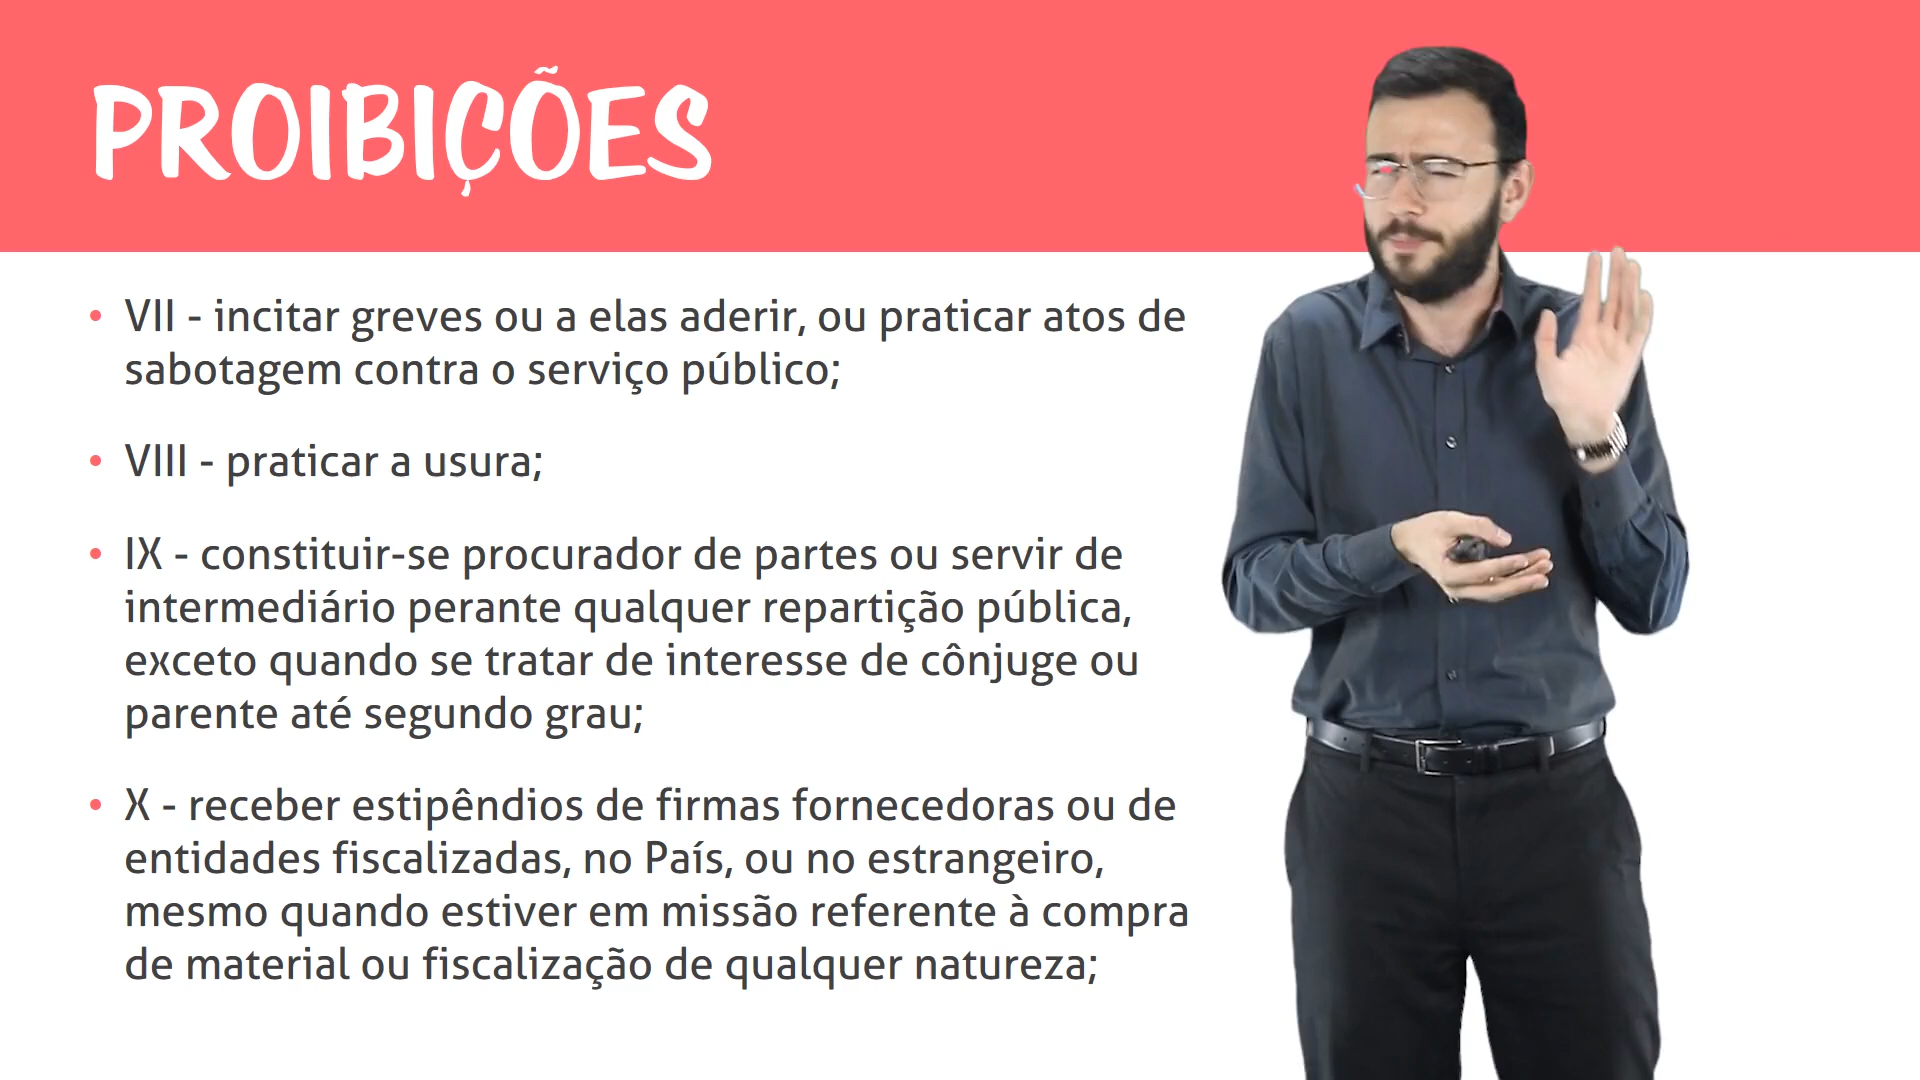 PROIBIÇÕES
• VII - incitar greves ou a elas aderir, ou praticar atos de
sabotagem contra o serviço público;
• VIII - praticar a usura;
• IX - constituir-se procurador de partes ou servir de
intermediário perante qualquer repartição pública,
exceto quando se tratar de interesse de cônjuge ou
parente até segundo grau;
• X - receber estipêndios de firmas fornecedoras ou de
entidades fiscalizadas, no País, ou no estrangeiro,
mesmo quando estiver em missão referente à compra
de material ou fiscalização de qualquer natureza;